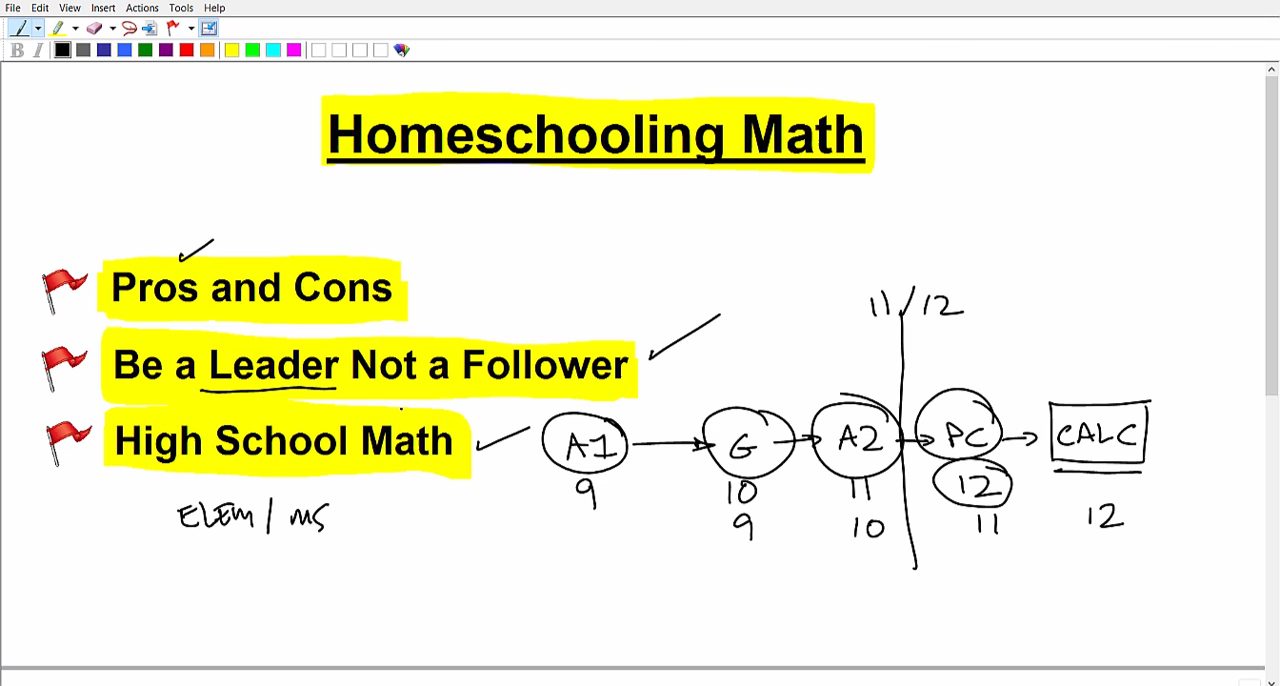 File Edit View Insert Actions Tools Help
B I
Homeschooling Math
Pros and Cons
11/12
Be a Leader Not a Follower
High School Math
A1 G A2 PC CALC
9 10 11 12
9 10 11 12
ELEM/MS